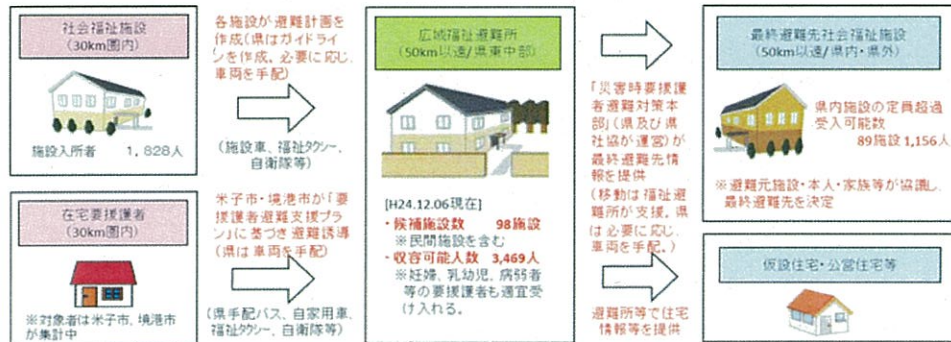 社会福祉施設
(30km圏内)
施設入所者　1,828人
各施設が避難計画を
作成(県はガイドライ
ンを作成。必要に応じ、
車両を手配)
(施設車、福祉タクシー、
自衛隊等)
在宅要援護者
(30km圏内)
※対象者は米子市、境港市
が集計中
米子市・境港市が「要
援護者避難支援プラ
ン」に基づき避難誘導
(県は車両を手配)
(県手配バス、自家用車、
福祉タクシー、自衛隊等)
広域福祉避難所
(50km以遠/県東中部)
[H24.12.06現在]
・候補施設数　98施設
※民間施設を含む
・収容可能人数　3,469人
※妊婦、乳幼児、病弱者
等の要援護者も適宜受
け入れる。
「災害時要援護
者避難対策本
部」(県及び県
社協が運営)が
最終避難先情
報を提供
(移動は福祉避
難所が支援。県
は必要に応じ、
車両を手配。)
避難所等で住宅
情報等を提供
最終避難先社会福祉施設
(50km以遠/県内・県外)
県内施設の定員超過
受入可能数
89施設 1,156人
※避難元施設・本人・家族等が協議し、
最終避難先を決定
仮設住宅・公営住宅等